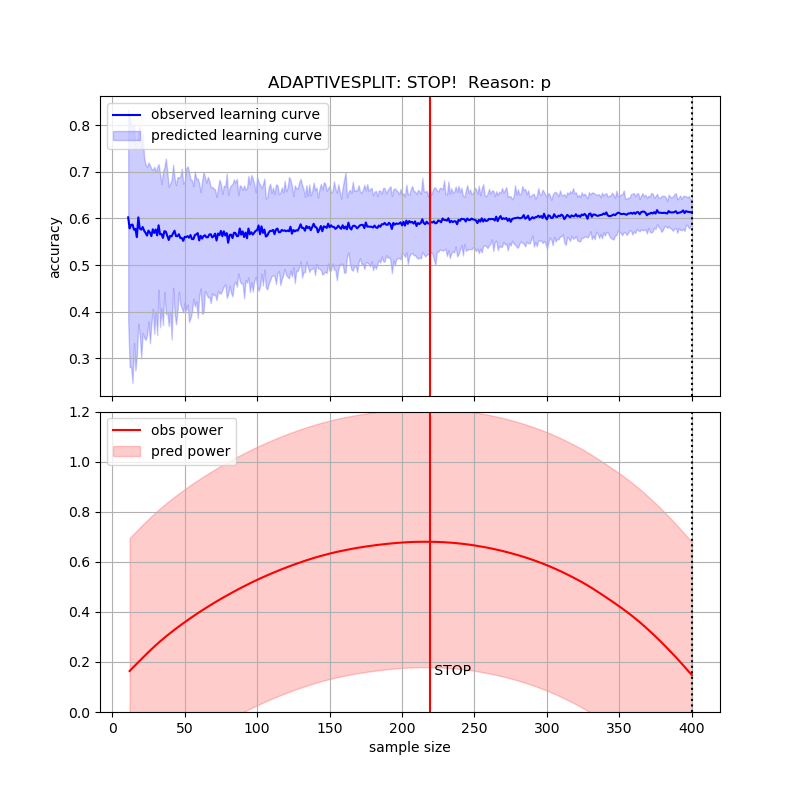 ADAPTIVESPLIT: STOP!  Reason: p
observed learning curve
predicted learning curve
accuracy
0.8
0.7
0.6
0.5
0.4
0.3
obs power
pred power
1.2
1.0
0.8
0.6
0.4
0.2
0.0
STOP
0 50 100 150 200 250 300 350 400
sample size